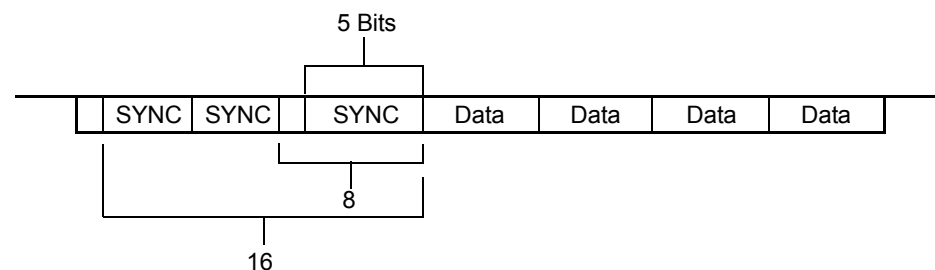 5 Bits
SYNC SYNC SYNC Data Data Data Data
8
16